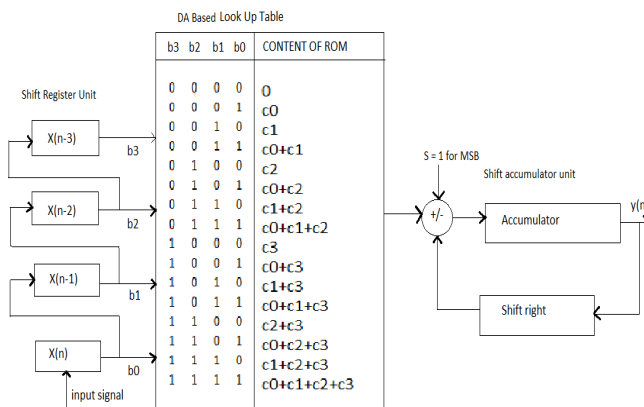 DA Based Look Up Table
b3 b2 b1 b0 CONTENT OF ROM
0 0 0 0 0
0 0 0 1 c0
0 0 1 0 c1
0 0 1 1 c0+c1
0 1 0 0 c2
0 1 0 1 c0+c2
0 1 1 0 c1+c2
0 1 1 1 c0+c1+c2
1 0 0 0 c3
1 0 0 1 c0+c3
1 0 1 0 c1+c3
1 0 1 1 c0+c1+c3
1 1 0 0 c2+c3
1 1 0 1 c0+c2+c3
1 1 1 0 c1+c2+c3
1 1 1 1 c0+c1+c2+c3
Shift Register Unit
X(n-3)
b3
X(n-2)
b2
X(n-1)
b1
X(n)
b0
input signal
S = 1 for MSB
Shift accumulator unit
+/-
Accumulator
y(n
Shift right